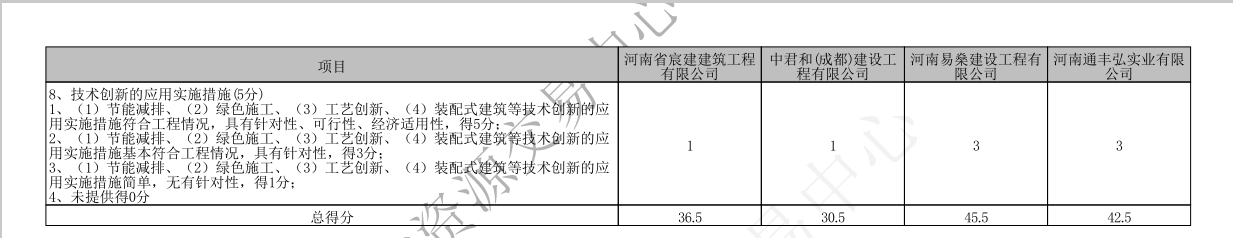 项目
河南省宸建建筑工程
有限公司
中君和(成都)建设工
程有限公司
河南易燊建设工程有
限公司
河南通丰弘实业有限
公司
8、技术创新的应用实施措施(5分)
1、（1）节能减排、（2）绿色施工、（3）工艺创新、（4）装配式建筑等技术创新的应
用实施措施符合工程情况，具有针对性、可行性、经济适用性，得5分；
2、（1）节能减排、（2）绿色施工、（3）工艺创新、（4）装配式建筑等技术创新的应
用实施措施基本符合工程情况，具有针对性，得3分；
3、（1）节能减排、（2）绿色施工、（3）工艺创新、（4）装配式建筑等技术创新的应
用实施措施简单，无有针对性，得1分；
4、未提供得0分
1
1
3
3
总得分
36.5
30.5
45.5
42.5
资源交易中心
易中心